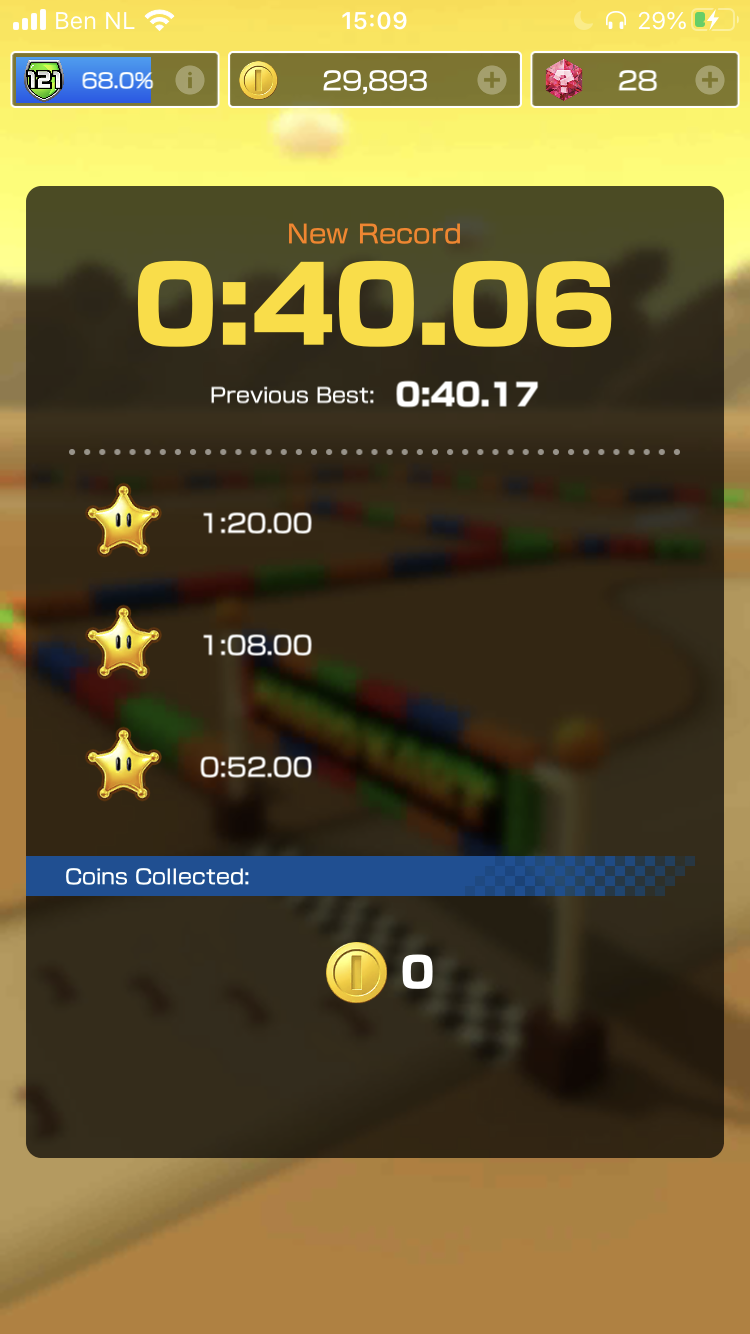 Ben NL 15:09 29%
121 68.0% i 29,893 + 28 +
New Record
0:40.06
Previous Best: 0:40.17
1:20.00
1:08.00
0:52.00
Coins Collected:
0